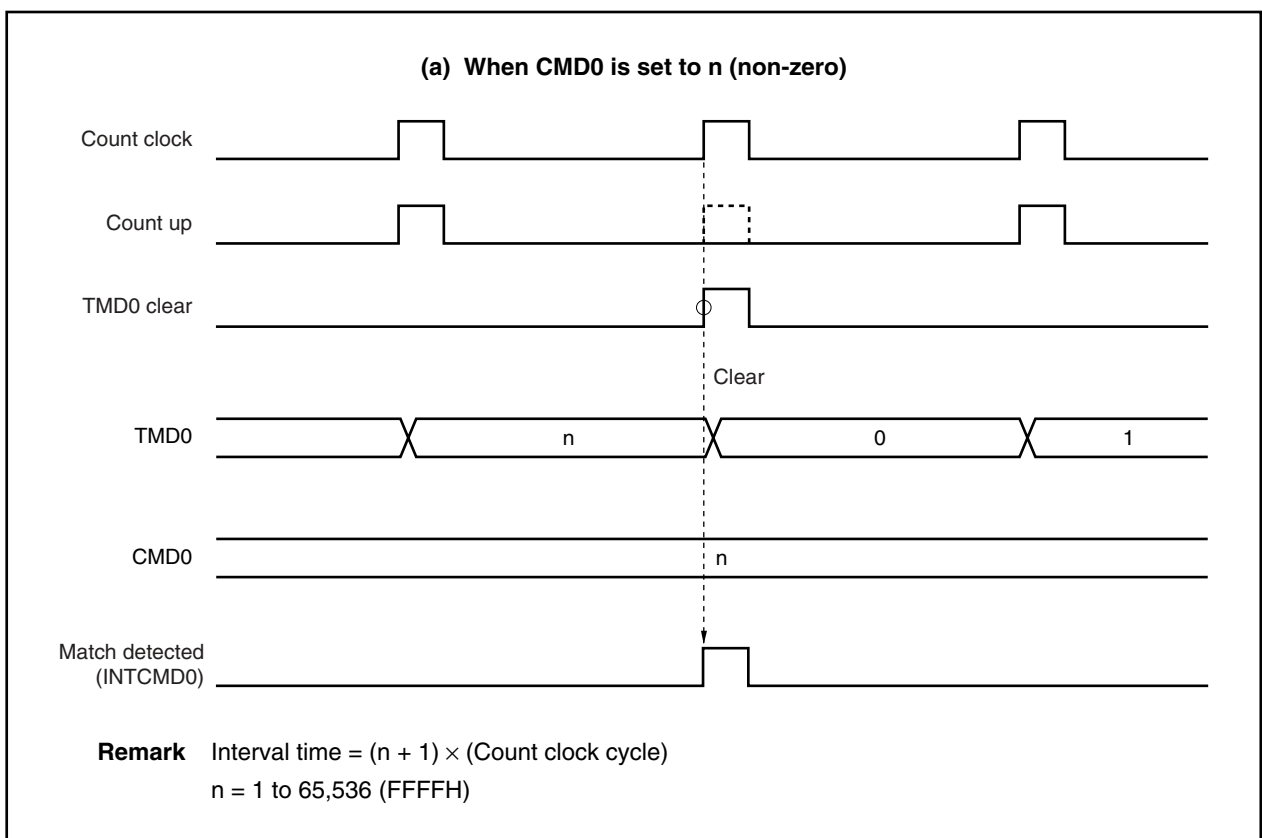 (a) When CMD0 is set to n (non-zero)
Count clock
Count up
TMD0 clear
Clear
TMD0
n
0
1
CMD0
n
Match detected
(INTCMD0)
Remark Interval time = (n + 1) × (Count clock cycle)
n = 1 to 65,536 (FFFFH)